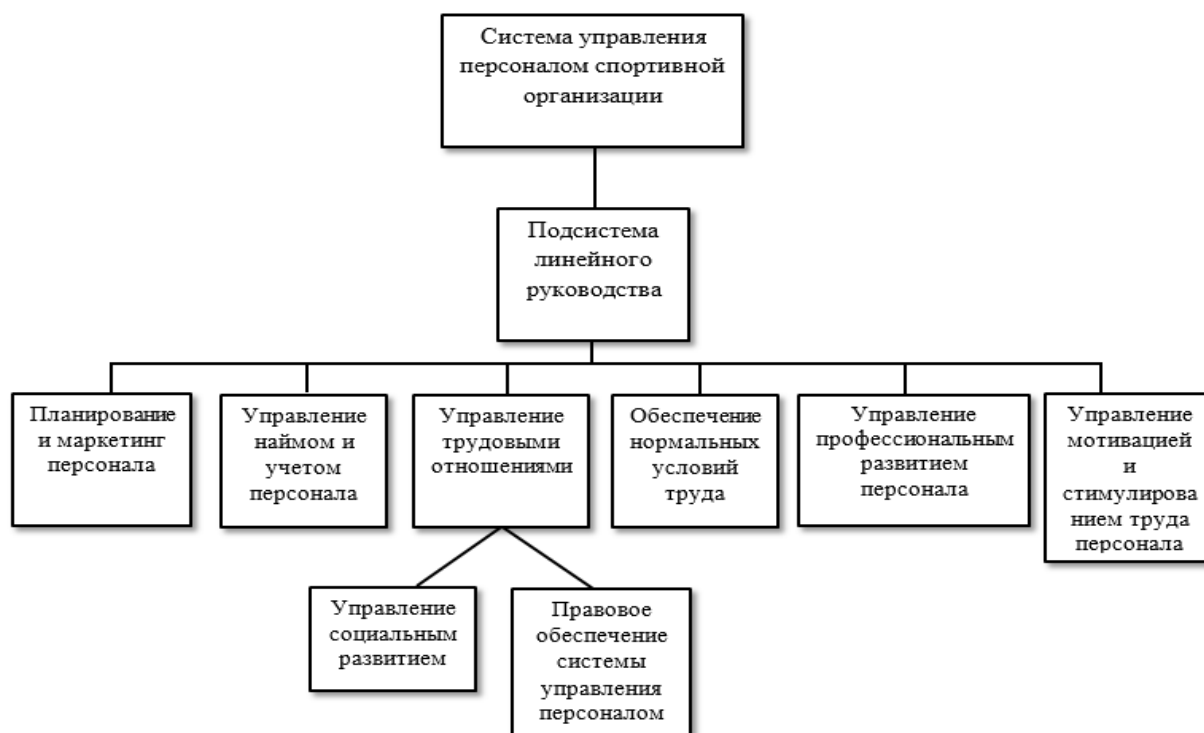 Система управления
персоналом спортивной
организации
Подсистема
линейного
руководства
Планирование
и маркетинг
персонала
Управление
наймом и
учетом
персонала
Управление
трудовыми
отношениями
Обеспечение
нормальных
условий
труда
Управление
профессиональным
развитием
персонала
Управление
мотивацией
и
стимулирова
нием труда
персонала
Управление
социальным
развитием
Правовое
обеспечение
системы
управления
персоналом